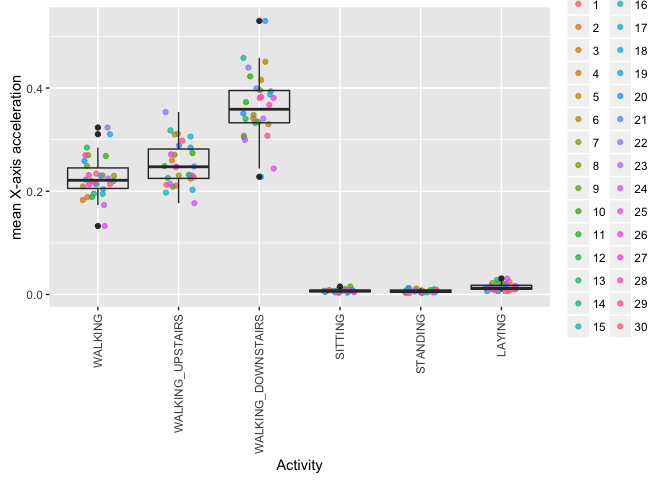 mean X-axis acceleration
0.4
0.2
0.0
WALKING
WALKING_UPSTAIRS
WALKING_DOWNSTAIRS
SITTING
STANDING
LAYING
Activity
1 16
2 17
3 18
4 19
5 20
6 21
7 22
8 23
9 24
10 25
11 26
12 27
13 28
14 29
15 30